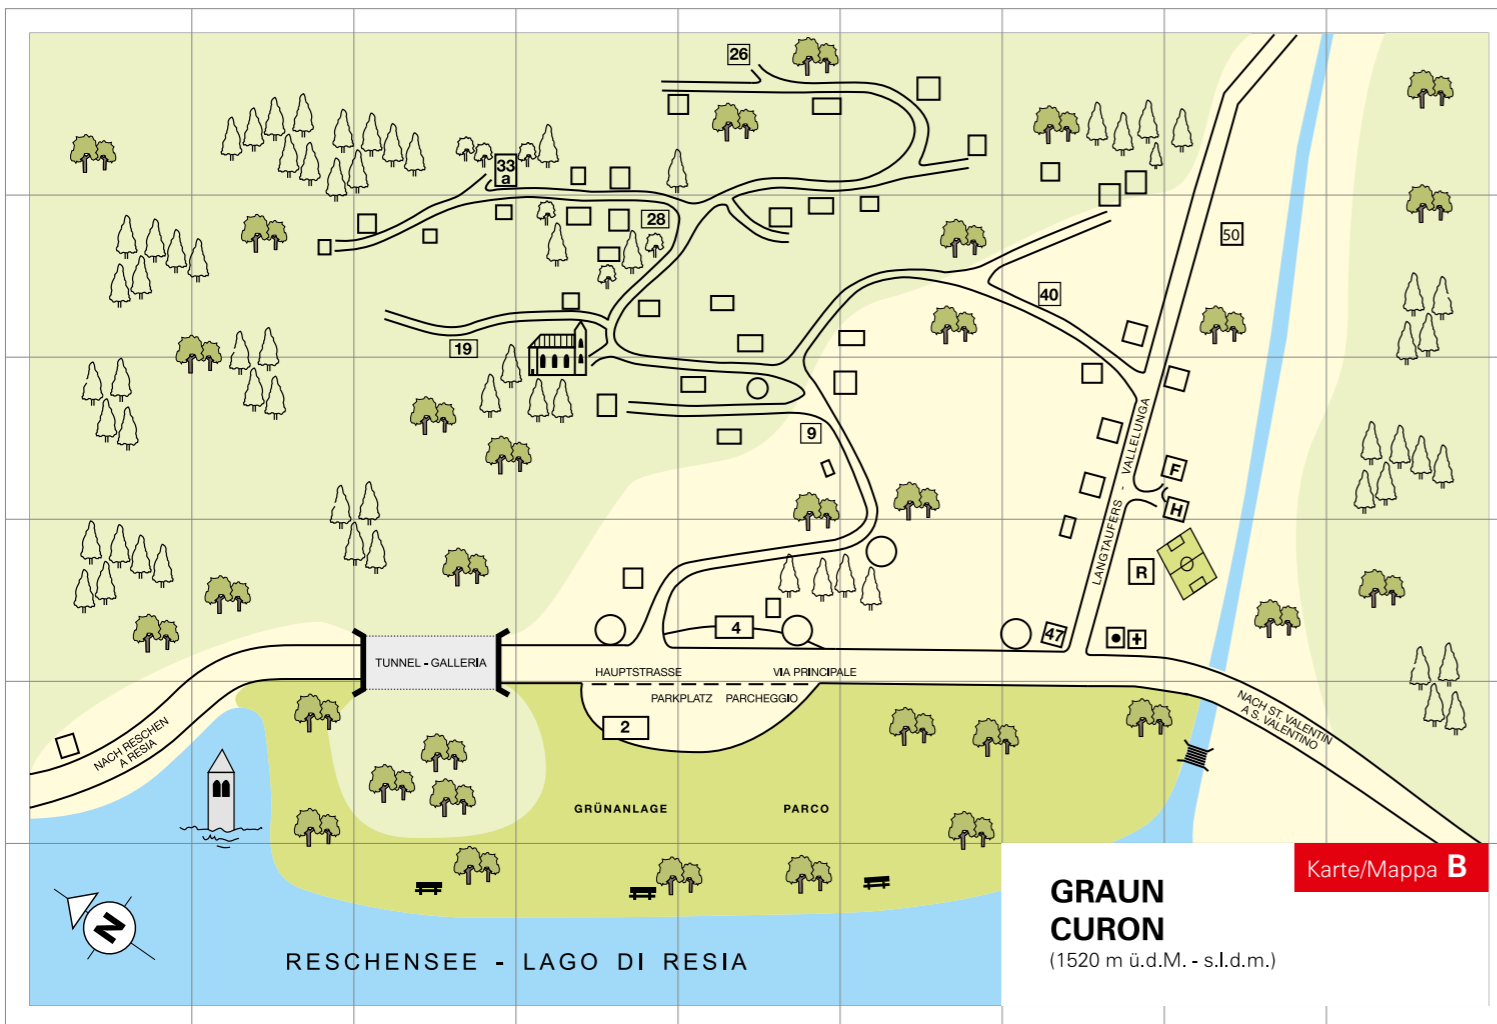 26
33
a
28
50
40
19
9
LANGTAUFERS - VALLELUNGA
F
H
R
4
47
TUNNEL - GALLERIA
HAUPTSTRASSE VIA PRINCIPALE
PARKPLATZ PARCHEGGIO
2
NACH RESCHEN
A RESIA
NACH ST. VALENTIN
A S. VALENTINO
GRÜNANLAGE PARCO
Karte/Mappa B
GRAUN
CURON
(1520 m ü.d.M. - s.l.d.m.)
N
RESCHENSEE - LAGO DI RESIA